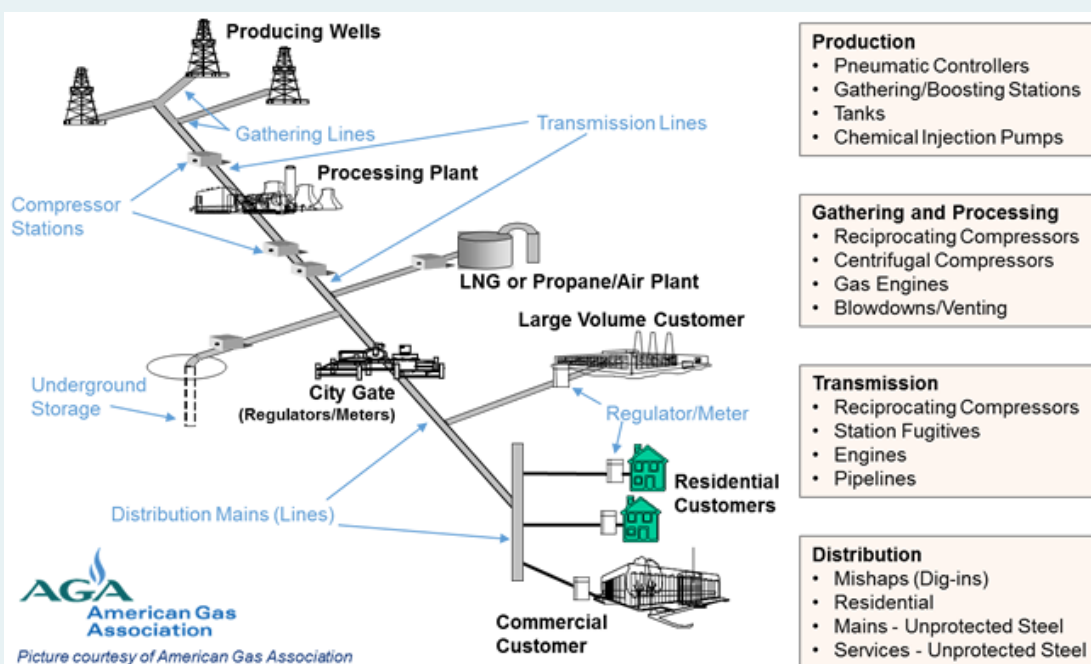 Producing Wells
Gathering Lines
Transmission Lines
Processing Plant
Compressor
Stations
LNG or Propane/Air Plant
Large Volume Customer
Underground
Storage
City Gate
(Regulators/Meters)
Regulator/Meter
Residential
Customers
Distribution Mains (Lines)
Commercial
Customer
AGA
American Gas
Association
Picture courtesy of American Gas Association
Production
• Pneumatic Controllers
• Gathering/Boosting Stations
• Tanks
• Chemical Injection Pumps
Gathering and Processing
• Reciprocating Compressors
• Centrifugal Compressors
• Gas Engines
• Blowdowns/Venting
Transmission
• Reciprocating Compressors
• Station Fugitives
• Engines
• Pipelines
Distribution
• Mishaps (Dig-ins)
• Residential
• Mains - Unprotected Steel
• Services - Unprotected Steel